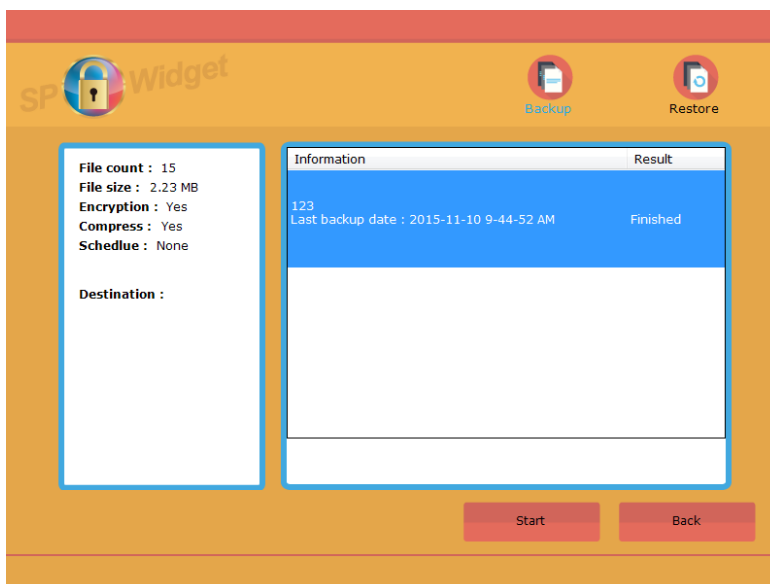 SP Widget
Backup
Restore
File count : 15
File size : 2.23 MB
Encryption : Yes
Compress : Yes
Schedlue : None
Destination :
Information Result
123
Last backup date : 2015-11-10 9-44-52 AM Finished
Start
Back